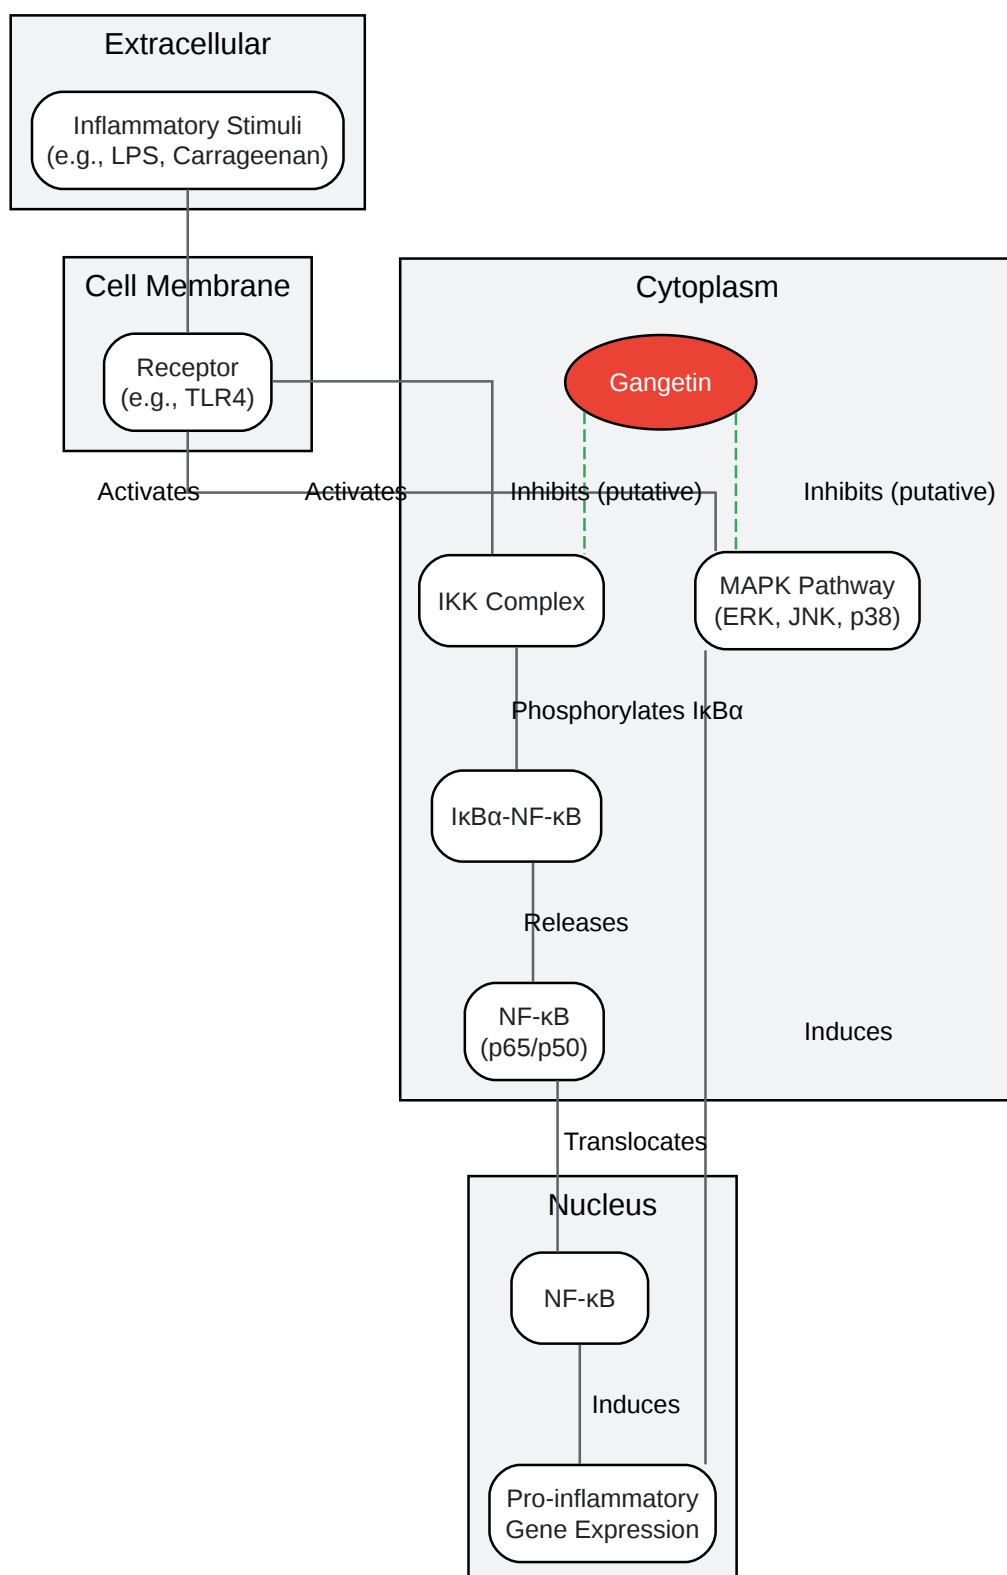 Extracellular
Inflammatory Stimuli
(e.g., LPS, Carrageenan)
Cell Membrane
Receptor
(e.g., TLR4)
Cytoplasm
Gangetin
Activates
Activates
Inhibits (putative)
Inhibits (putative)
IKK Complex
MAPK Pathway
(ERK, JNK, p38)
Phosphorylates IκBα
IκBα-NF-κB
Releases
NF-κB
(p65/p50)
Induces
Translocates
Nucleus
NF-κB
Induces
Pro-inflammatory
Gene Expression